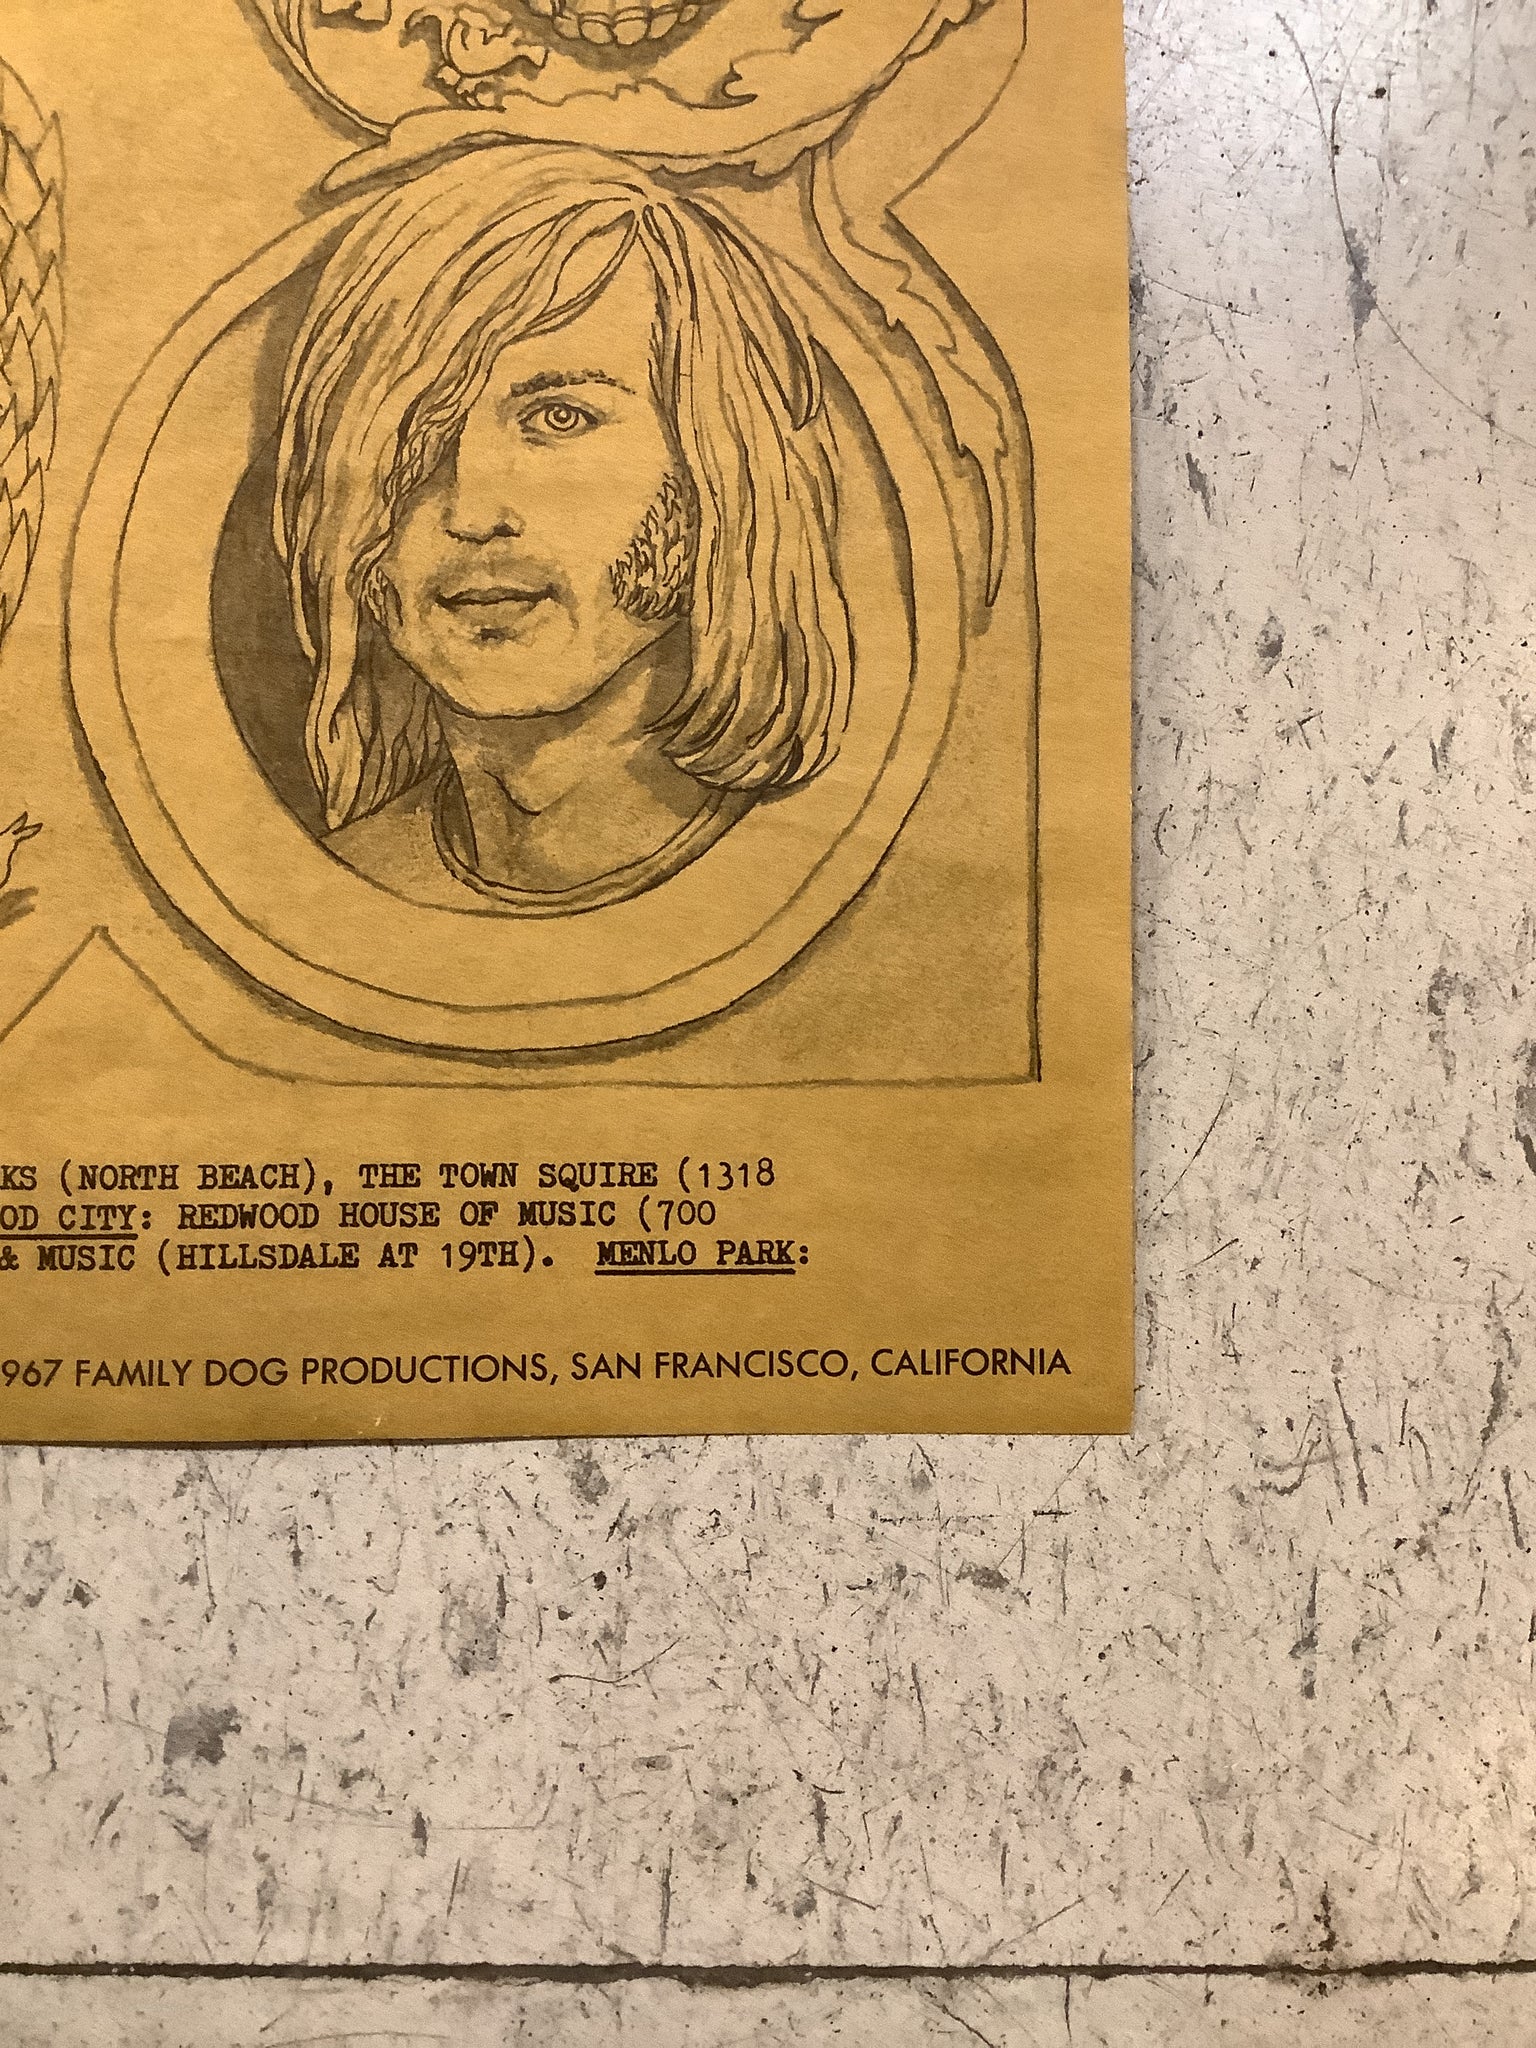 KS (NORTH BEACH), THE TOWN SQUIRE (1318
OD CITY: REDWOOD HOUSE OF MUSIC (700
& MUSIC (HILLSDALE AT 19TH). MENLO PARK:
967 FAMILY DOG PRODUCTIONS, SAN FRANCISCO, CALIFORNIA